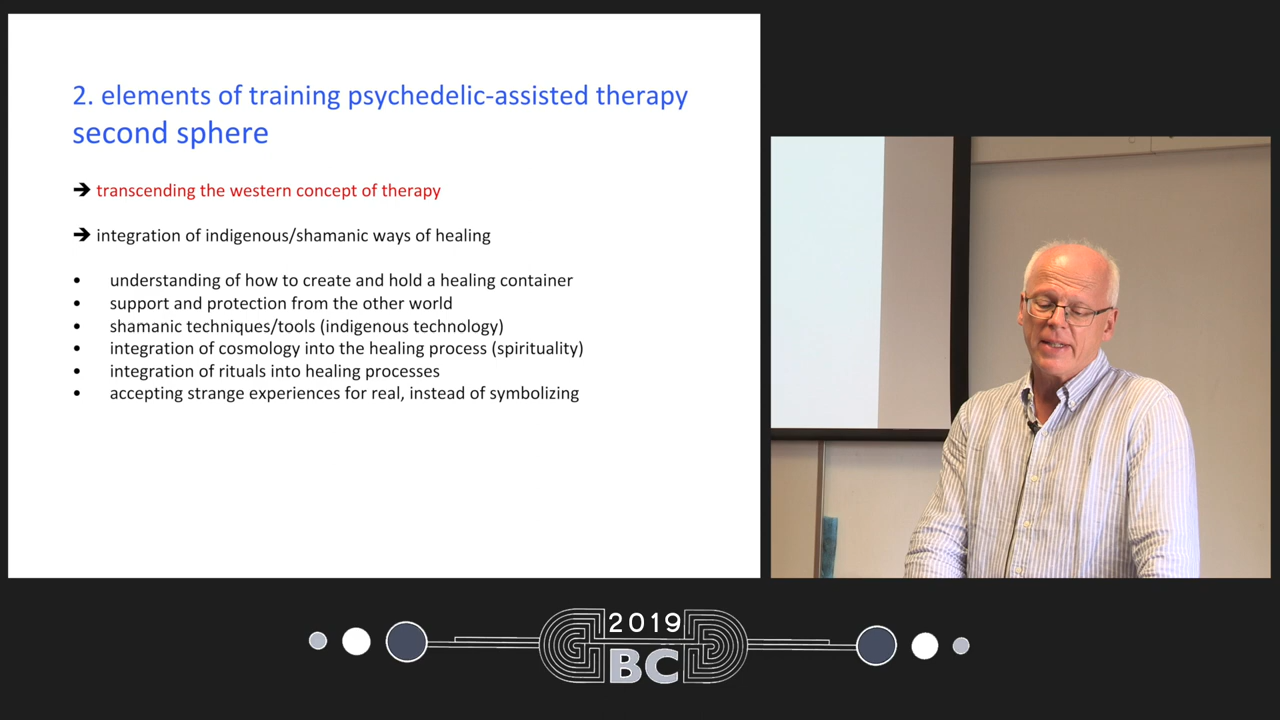 2. elements of training psychedelic-assisted therapy
second sphere
➔ transcending the western concept of therapy
➔ integration of indigenous/shamanic ways of healing
• understanding of how to create and hold a healing container
• support and protection from the other world
• shamanic techniques/tools (indigenous technology)
• integration of cosmology into the healing process (spirituality)
• integration of rituals into healing processes
• accepting strange experiences for real, instead of symbolizing
2019
BC